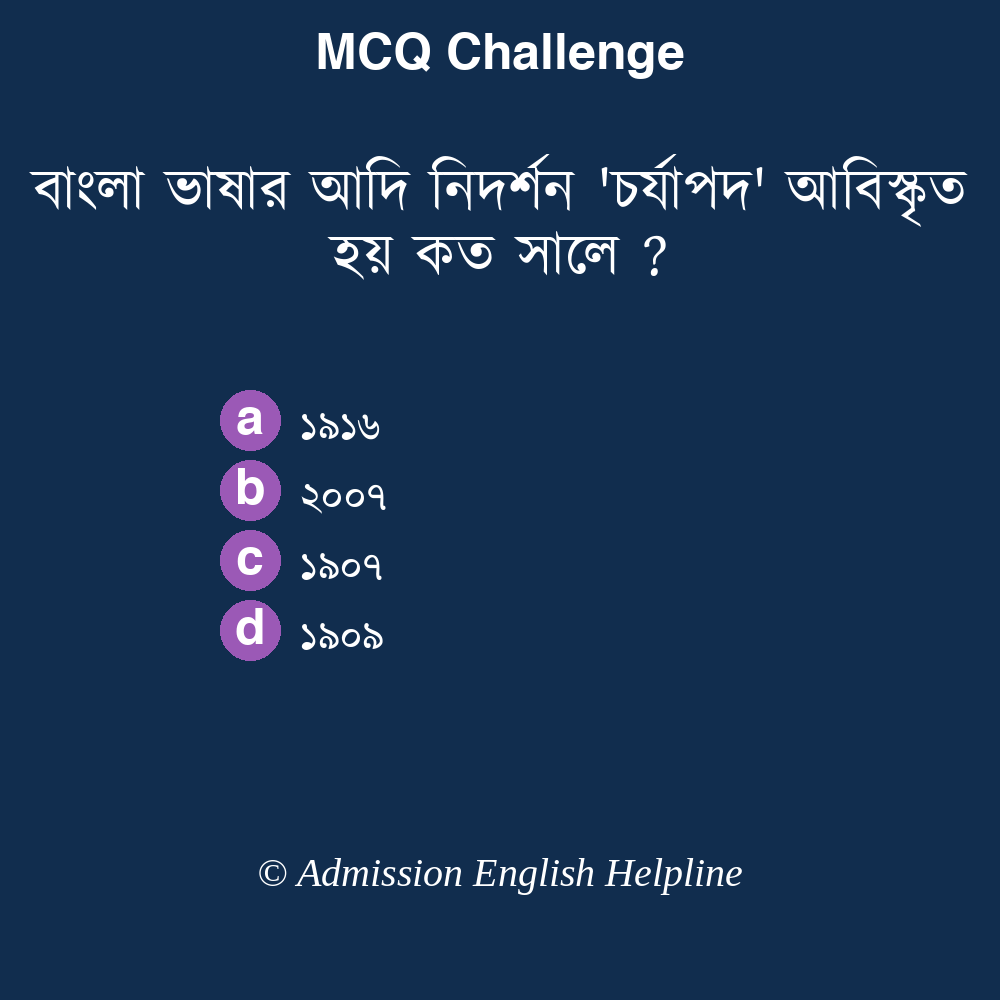 MCQ Challenge
বাংলা ভাষার আদি নিদর্শন 'চর্যাপদ' আবিস্কৃত
হয় কত সালে ?
a ১৯১৬
b ২০০৭
c ১৯০৭
d ১৯০৯
© Admission English Helpline